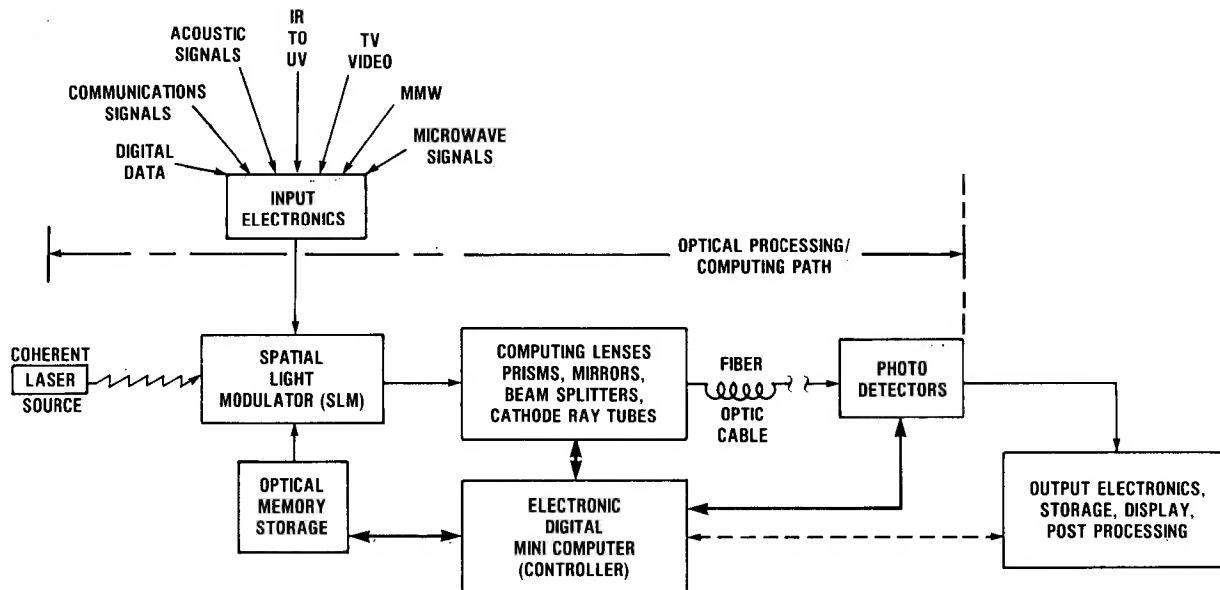 ACOUSTIC
SIGNALS
IR
TO
UV
TV
VIDEO
COMMUNICATIONS
SIGNALS
MMW
DIGITAL
DATA
MICROWAVE
SIGNALS
INPUT
ELECTRONICS
OPTICAL PROCESSING/
COMPUTING PATH
COHERENT
LASER
SOURCE
SPATIAL
LIGHT
MODULATOR (SLM)
COMPUTING LENSES
PRISMS, MIRRORS,
BEAM SPLITTERS,
CATHODE RAY TUBES
FIBER
OPTIC
CABLE
PHOTO
DETECTORS
OPTICAL
MEMORY
STORAGE
ELECTRONIC
DIGITAL
MINI COMPUTER
(CONTROLLER)
OUTPUT ELECTRONICS,
STORAGE, DISPLAY,
POST PROCESSING